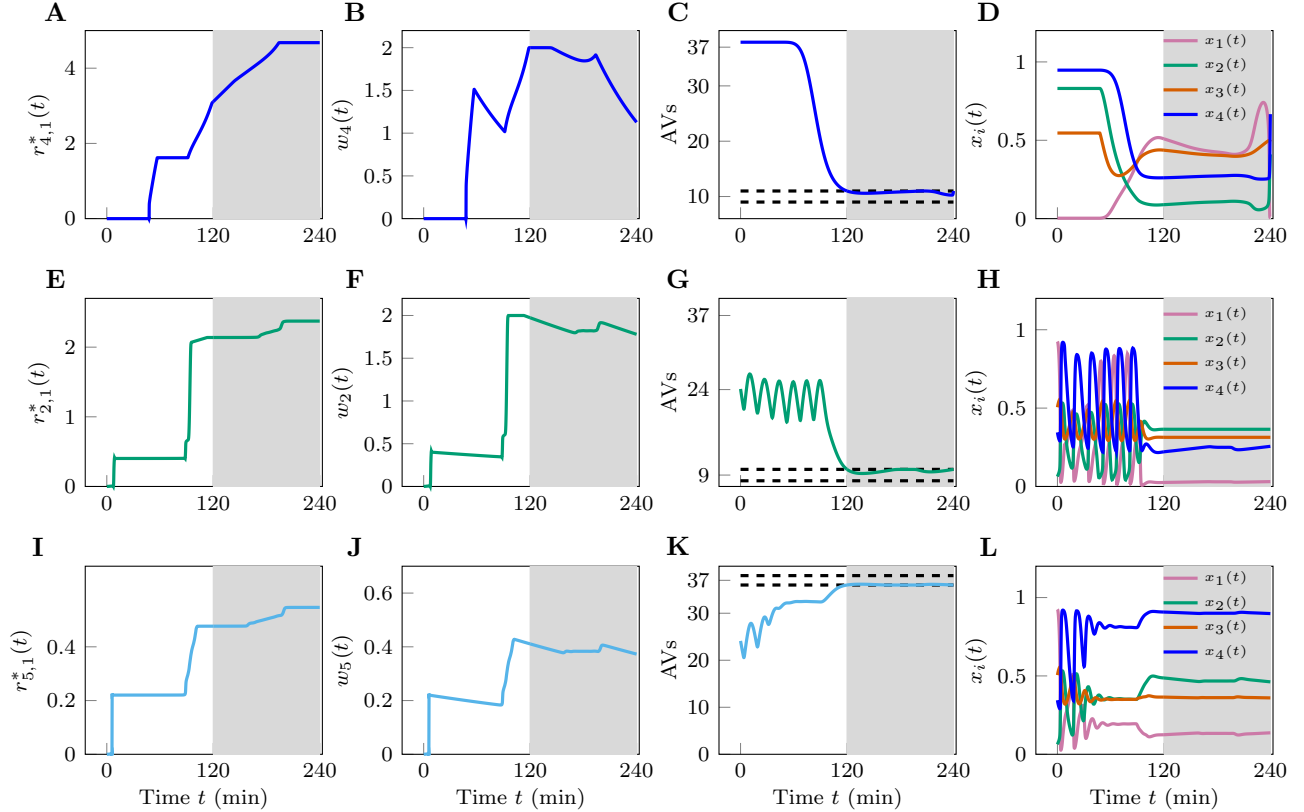 A
B
C
D
r*4,1(t)
4
2
0
0
120
240
w4(t)
2
1.5
1
0.5
0
0
120
240
AVs
37
30
20
10
0
120
240
xi(t)
1
0.5
0
0
120
240
x1(t)
x2(t)
x3(t)
x4(t)
E
F
G
H
r*2,1(t)
2
1
0
0
120
240
w2(t)
2
1.5
1
0.5
0
0
120
240
AVs
37
24
9
0
120
240
xi(t)
1
0.5
0
0
120
240
x1(t)
x2(t)
x3(t)
x4(t)
I
J
K
L
r*5,1(t)
0.4
0.2
0
0
120
240
Time t (min)
w5(t)
0.6
0.4
0.2
0
0
120
240
Time t (min)
AVs
37
30
20
10
0
0
120
240
Time t (min)
xi(t)
1
0.5
0
0
120
240
Time t (min)
x1(t)
x2(t)
x3(t)
x4(t)